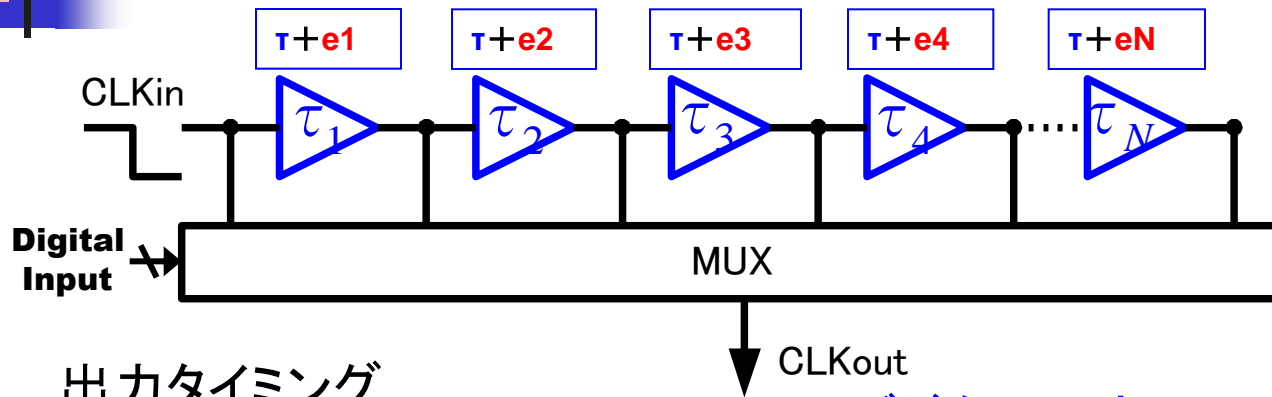 τ+e1 τ+e2 τ+e3 τ+e4 τ+eN
CLKin
τ1 τ2 τ3 τ4 τN
Digital
Input
MUX
CLKout
出力タイミング